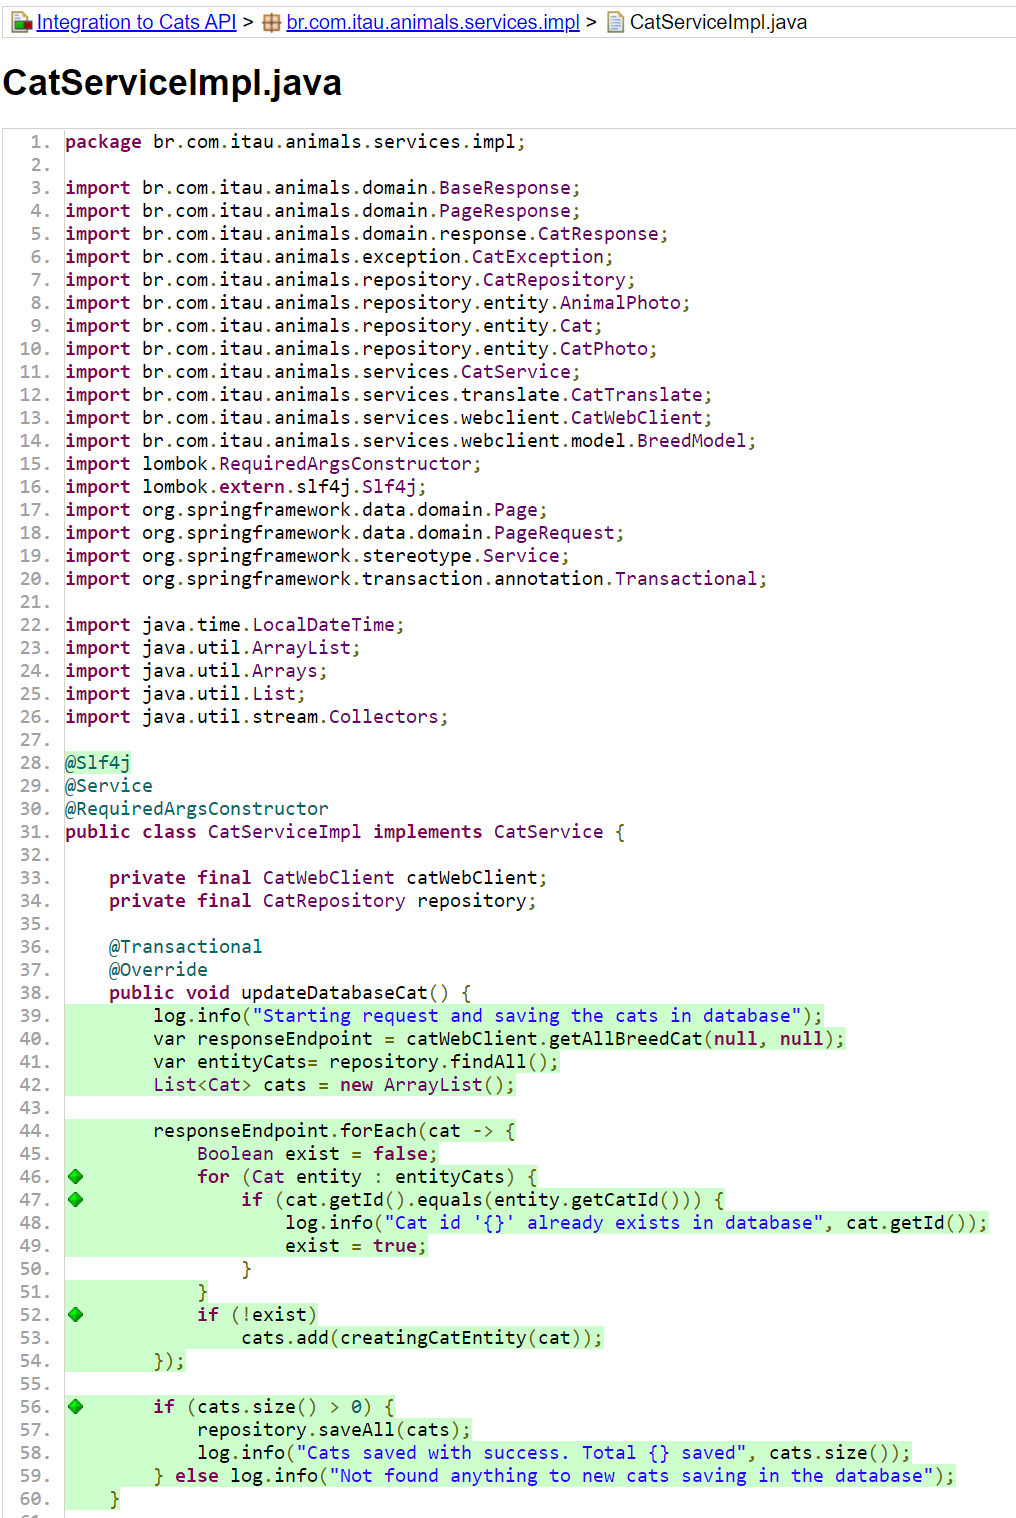 Integration to Cats API > br.com.itau.animals.services.impl > CatServiceImpl.java
CatServiceImpl.java
1. package br.com.itau.animals.services.impl;
2.
3. import br.com.itau.animals.domain.BaseResponse;
4. import br.com.itau.animals.domain.PageResponse;
5. import br.com.itau.animals.domain.response.CatResponse;
6. import br.com.itau.animals.exception.CatException;
7. import br.com.itau.animals.repository.CatRepository;
8. import br.com.itau.animals.repository.entity.AnimalPhoto;
9. import br.com.itau.animals.repository.entity.Cat;
10. import br.com.itau.animals.repository.entity.CatPhoto;
11. import br.com.itau.animals.services.CatService;
12. import br.com.itau.animals.services.translate.CatTranslate;
13. import br.com.itau.animals.services.webclient.CatWebClient;
14. import br.com.itau.animals.services.webclient.model.BreedModel;
15. import lombok.RequiredArgsConstructor;
16. import lombok.extern.slf4j.Slf4j;
17. import org.springframework.data.domain.Page;
18. import org.springframework.data.domain.PageRequest;
19. import org.springframework.stereotype.Service;
20. import org.springframework.transaction.annotation.Transactional;
21.
22. import java.time.LocalDateTime;
23. import java.util.ArrayList;
24. import java.util.Arrays;
25. import java.util.List;
26. import java.util.stream.Collectors;
27.
28. @Slf4j
29. @Service
30. @RequiredArgsConstructor
31. public class CatServiceImpl implements CatService {
32.
33.     private final CatWebClient catWebClient;
34.     private final CatRepository repository;
35.
36.     @Transactional
37.     @Override
38.     public void updateDatabaseCat() {
39.         log.info("Starting request and saving the cats in database");
40.         var responseEndpoint = catWebClient.getAllBreedCat(null, null);
41.         var entityCats= repository.findAll();
42.         List<Cat> cats = new ArrayList();
43.
44.         responseEndpoint.forEach(cat -> {
45.             Boolean exist = false;
46.             for (Cat entity : entityCats) {
47.                 if (cat.getId().equals(entity.getCatId())) {
48.                     log.info("Cat id '{}' already exists in database", cat.getId());
49.                     exist = true;
50.                 }
51.             }
52.             if (!exist)
53.                 cats.add(creatingCatEntity(cat));
54.         });
55.
56.         if (cats.size() > 0) {
57.             repository.saveAll(cats);
58.             log.info("Cats saved with success. Total {} saved", cats.size());
59.         } else log.info("Not found anything to new cats saving in the database");
60.     }